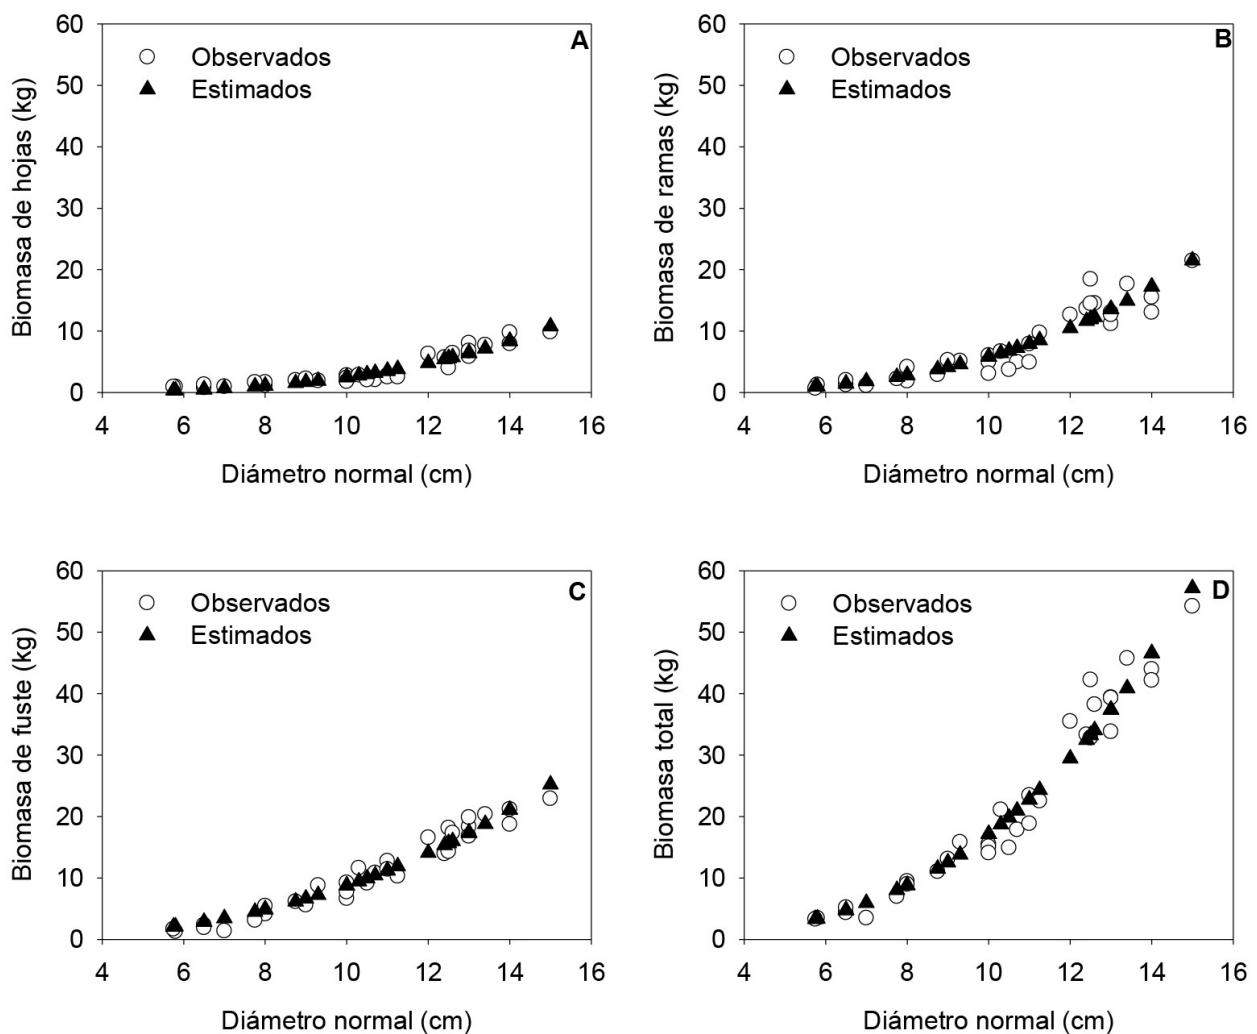 A
Observados
Estimados
Biomasa de hojas (kg)
60
50
40
30
20
10
0
4 6 8 10 12 14 16
Diámetro normal (cm)
B
Observados
Estimados
Biomasa de ramas (kg)
60
50
40
30
20
10
0
4 6 8 10 12 14 16
Diámetro normal (cm)
C
Observados
Estimados
Biomasa de fuste (kg)
60
50
40
30
20
10
0
4 6 8 10 12 14 16
Diámetro normal (cm)
D
Observados
Estimados
Biomasa total (kg)
60
50
40
30
20
10
0
4 6 8 10 12 14 16
Diámetro normal (cm)